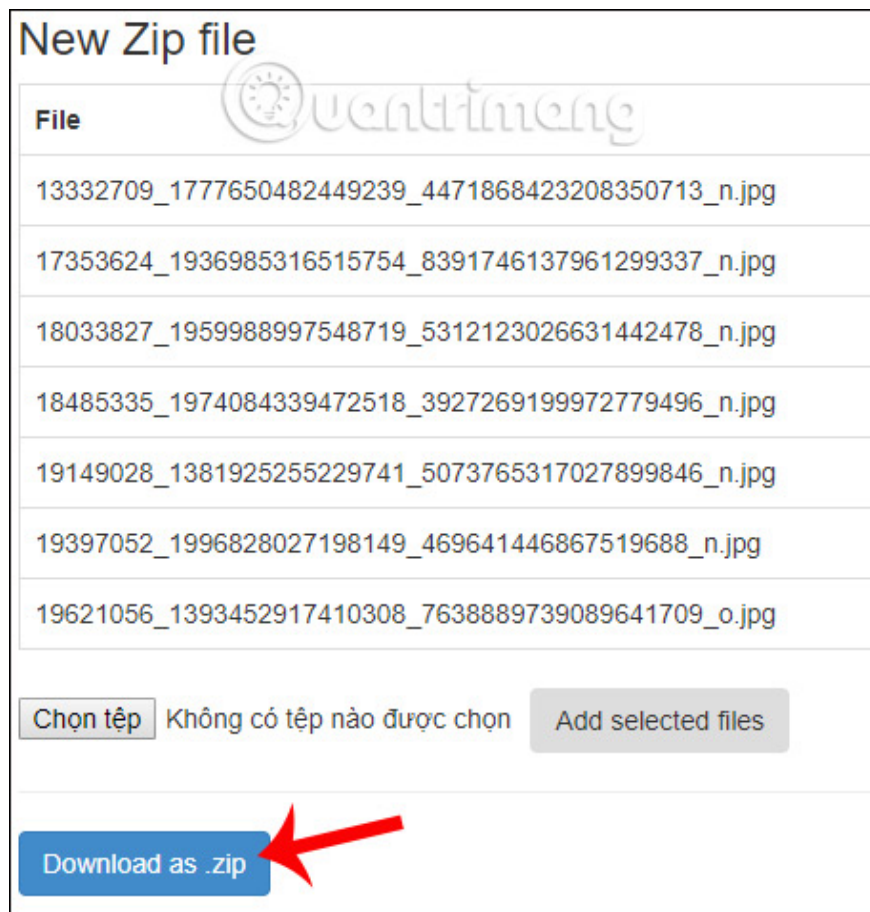 New Zip file
Quantrimang
File
13332709_1777650482449239_4471868423208350713_n.jpg
17353624_1936985316515754_8391746137961299337_n.jpg
18033827_1959988997548719_5312123026631442478_n.jpg
18485335_1974084339472518_3927269199972779496_n.jpg
19149028_1381925255229741_5073765317027899846_n.jpg
19397052_1996828027198149_469641446867519688_n.jpg
19621056_1393452917410308_7638889739089641709_o.jpg
Chọn tệp Không có tệp nào được chọn Add selected files
Download as .zip